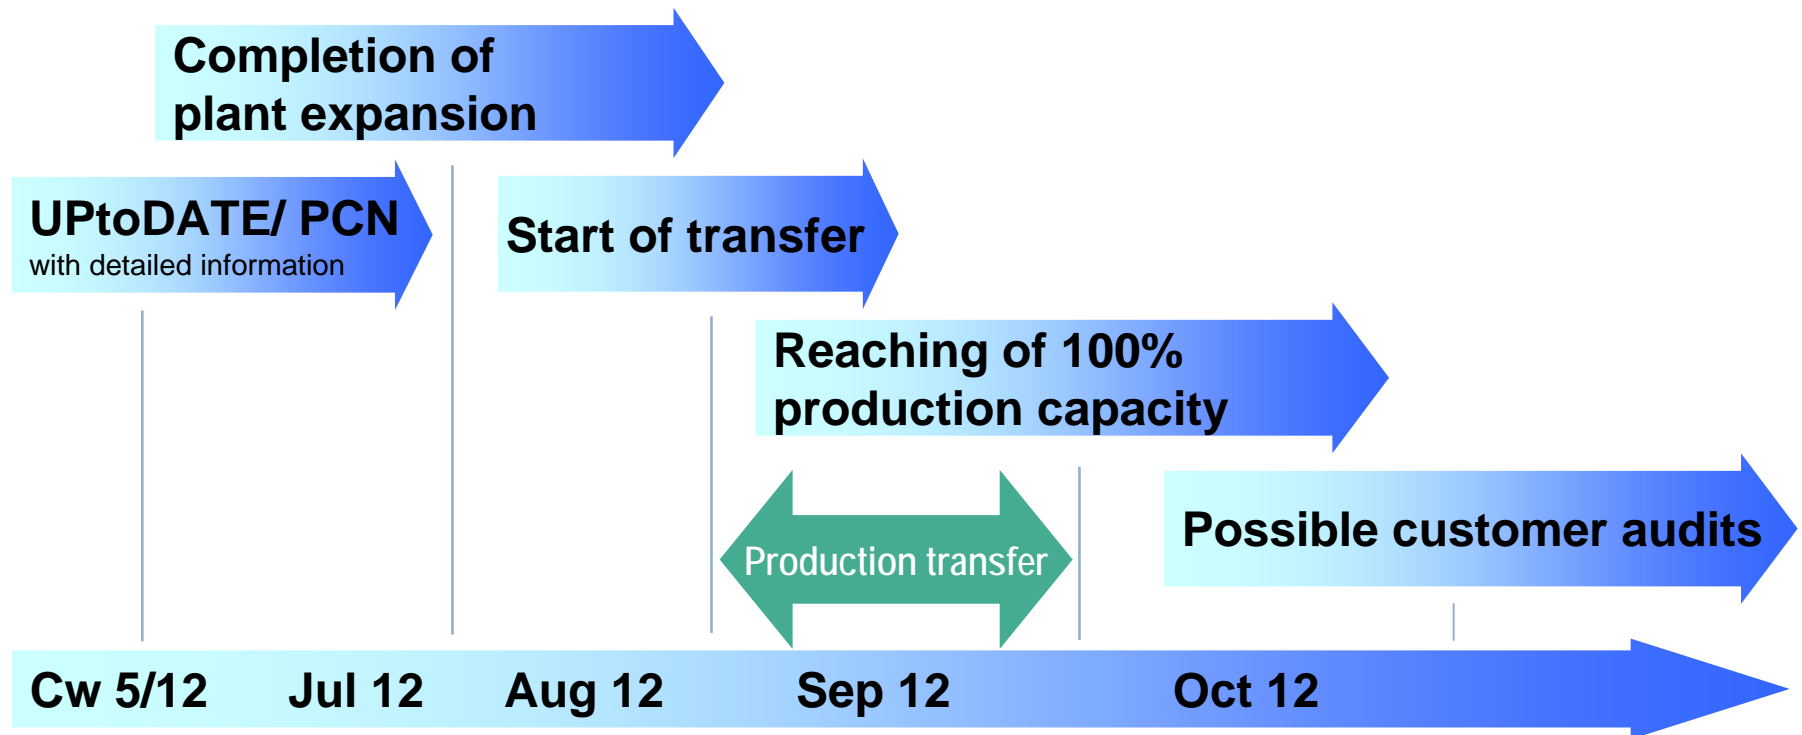 Completion of
plant expansion
UPtoDATE/ PCN
with detailed information
Start of transfer
Reaching of 100%
production capacity
Production transfer
Possible customer audits
Cw 5/12
Jul 12
Aug 12
Sep 12
Oct 12